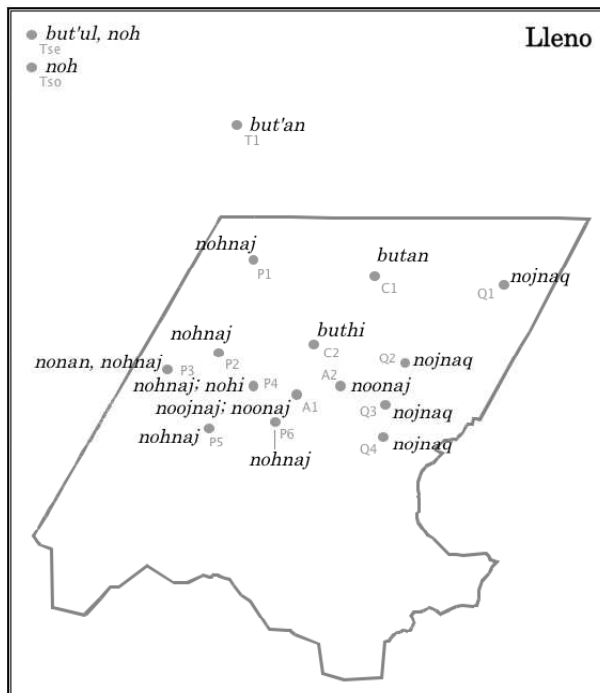 but'ul, noh
Lleno
Tse
noh
Tso
but'an
T1
nohnaj
P1
butan
C1
nojnaq
Q1
nohnaj
P2
buthi
C2
nonan, nohnaj
P3
nojnaq
Q2
nohnaj; nohi
P4
A2
noonaj
noojnaj; noonaj
A1
nojnaq
Q3
nohnaj
P5
P6
nohnaj
nojnaq
Q4